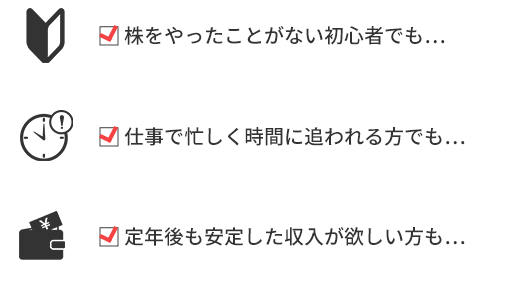 株をやったことがない初心者でも…
仕事で忙しく時間に追われる方でも…
定年後も安定した収入が欲しい方も…